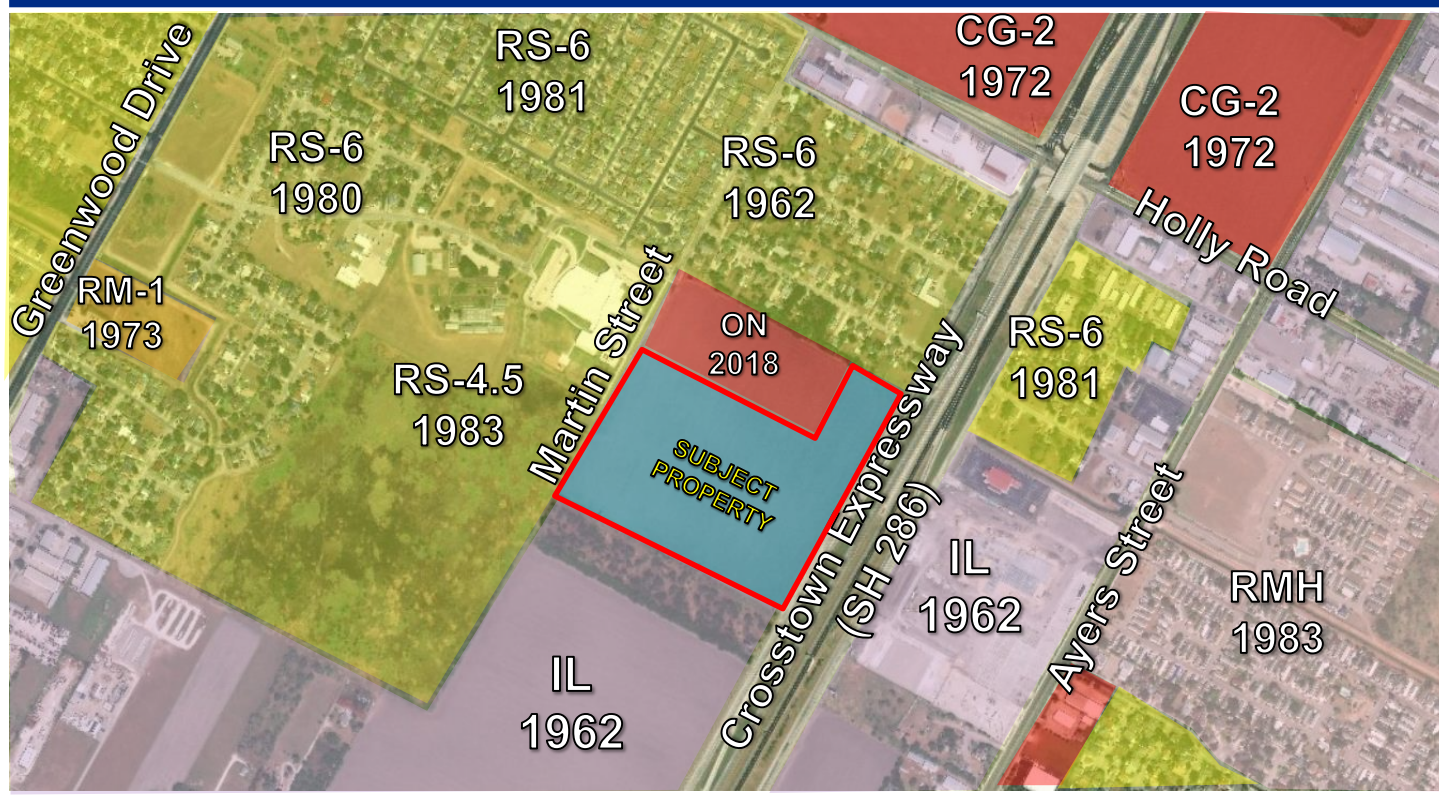 RS-6
1981
CG-2
1972
CG-2
1972
Greenwood Drive
RS-6
1980
RS-6
1962
Holly Road
RM-1
1973
Martin Street
ON
2018
RS-6
1981
RS-4.5
1983
SUBJECT
PROPERTY
Crosstown Expressway
(SH 286)
IL
1962
Ayers Street
RMH
1983
IL
1962